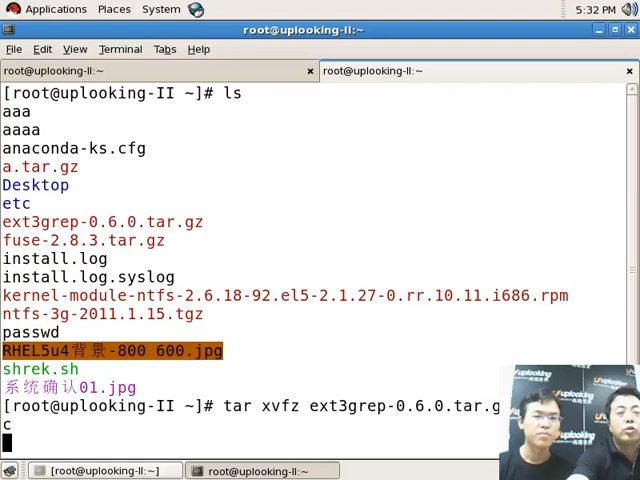 Applications Places System 5:32 PM
root@uplooking-II:~
File Edit View Terminal Tabs Help
root@uplooking-II:~ root@uplooking-II:~
[root@uplooking-II ~]# ls
aaa
aaaa
anaconda-ks.cfg
a.tar.gz
Desktop
etc
ext3grep-0.6.0.tar.gz
fuse-2.8.3.tar.gz
install.log
install.log.syslog
kernel-module-ntfs-2.6.18-92.el5-2.1.27-0.rr.10.11.i686.rpm
ntfs-3g-2011.1.15.tgz
passwd
RHEL5u4背景-800 600.jpg
shrek.sh
系统确认01.jpg
[root@uplooking-II ~]# tar xvfz ext3grep-0.6.0.tar.g
c
[root@uplooking-II:~] root@uplooking-II:~
uplooking